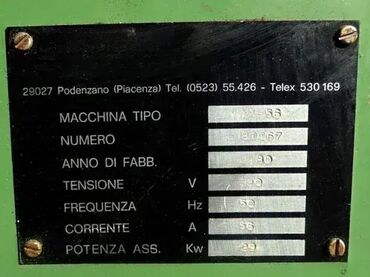 29027 Podenzano (Piacenza) Tel. (0523) 55.426 - Telex 530 169
MACCHINA TIPO
NUMERO
ANNO DI FABB. 90
TENSIONE V
FREQUENZA Hz 50
CORRENTE A
POTENZA ASS. Kw